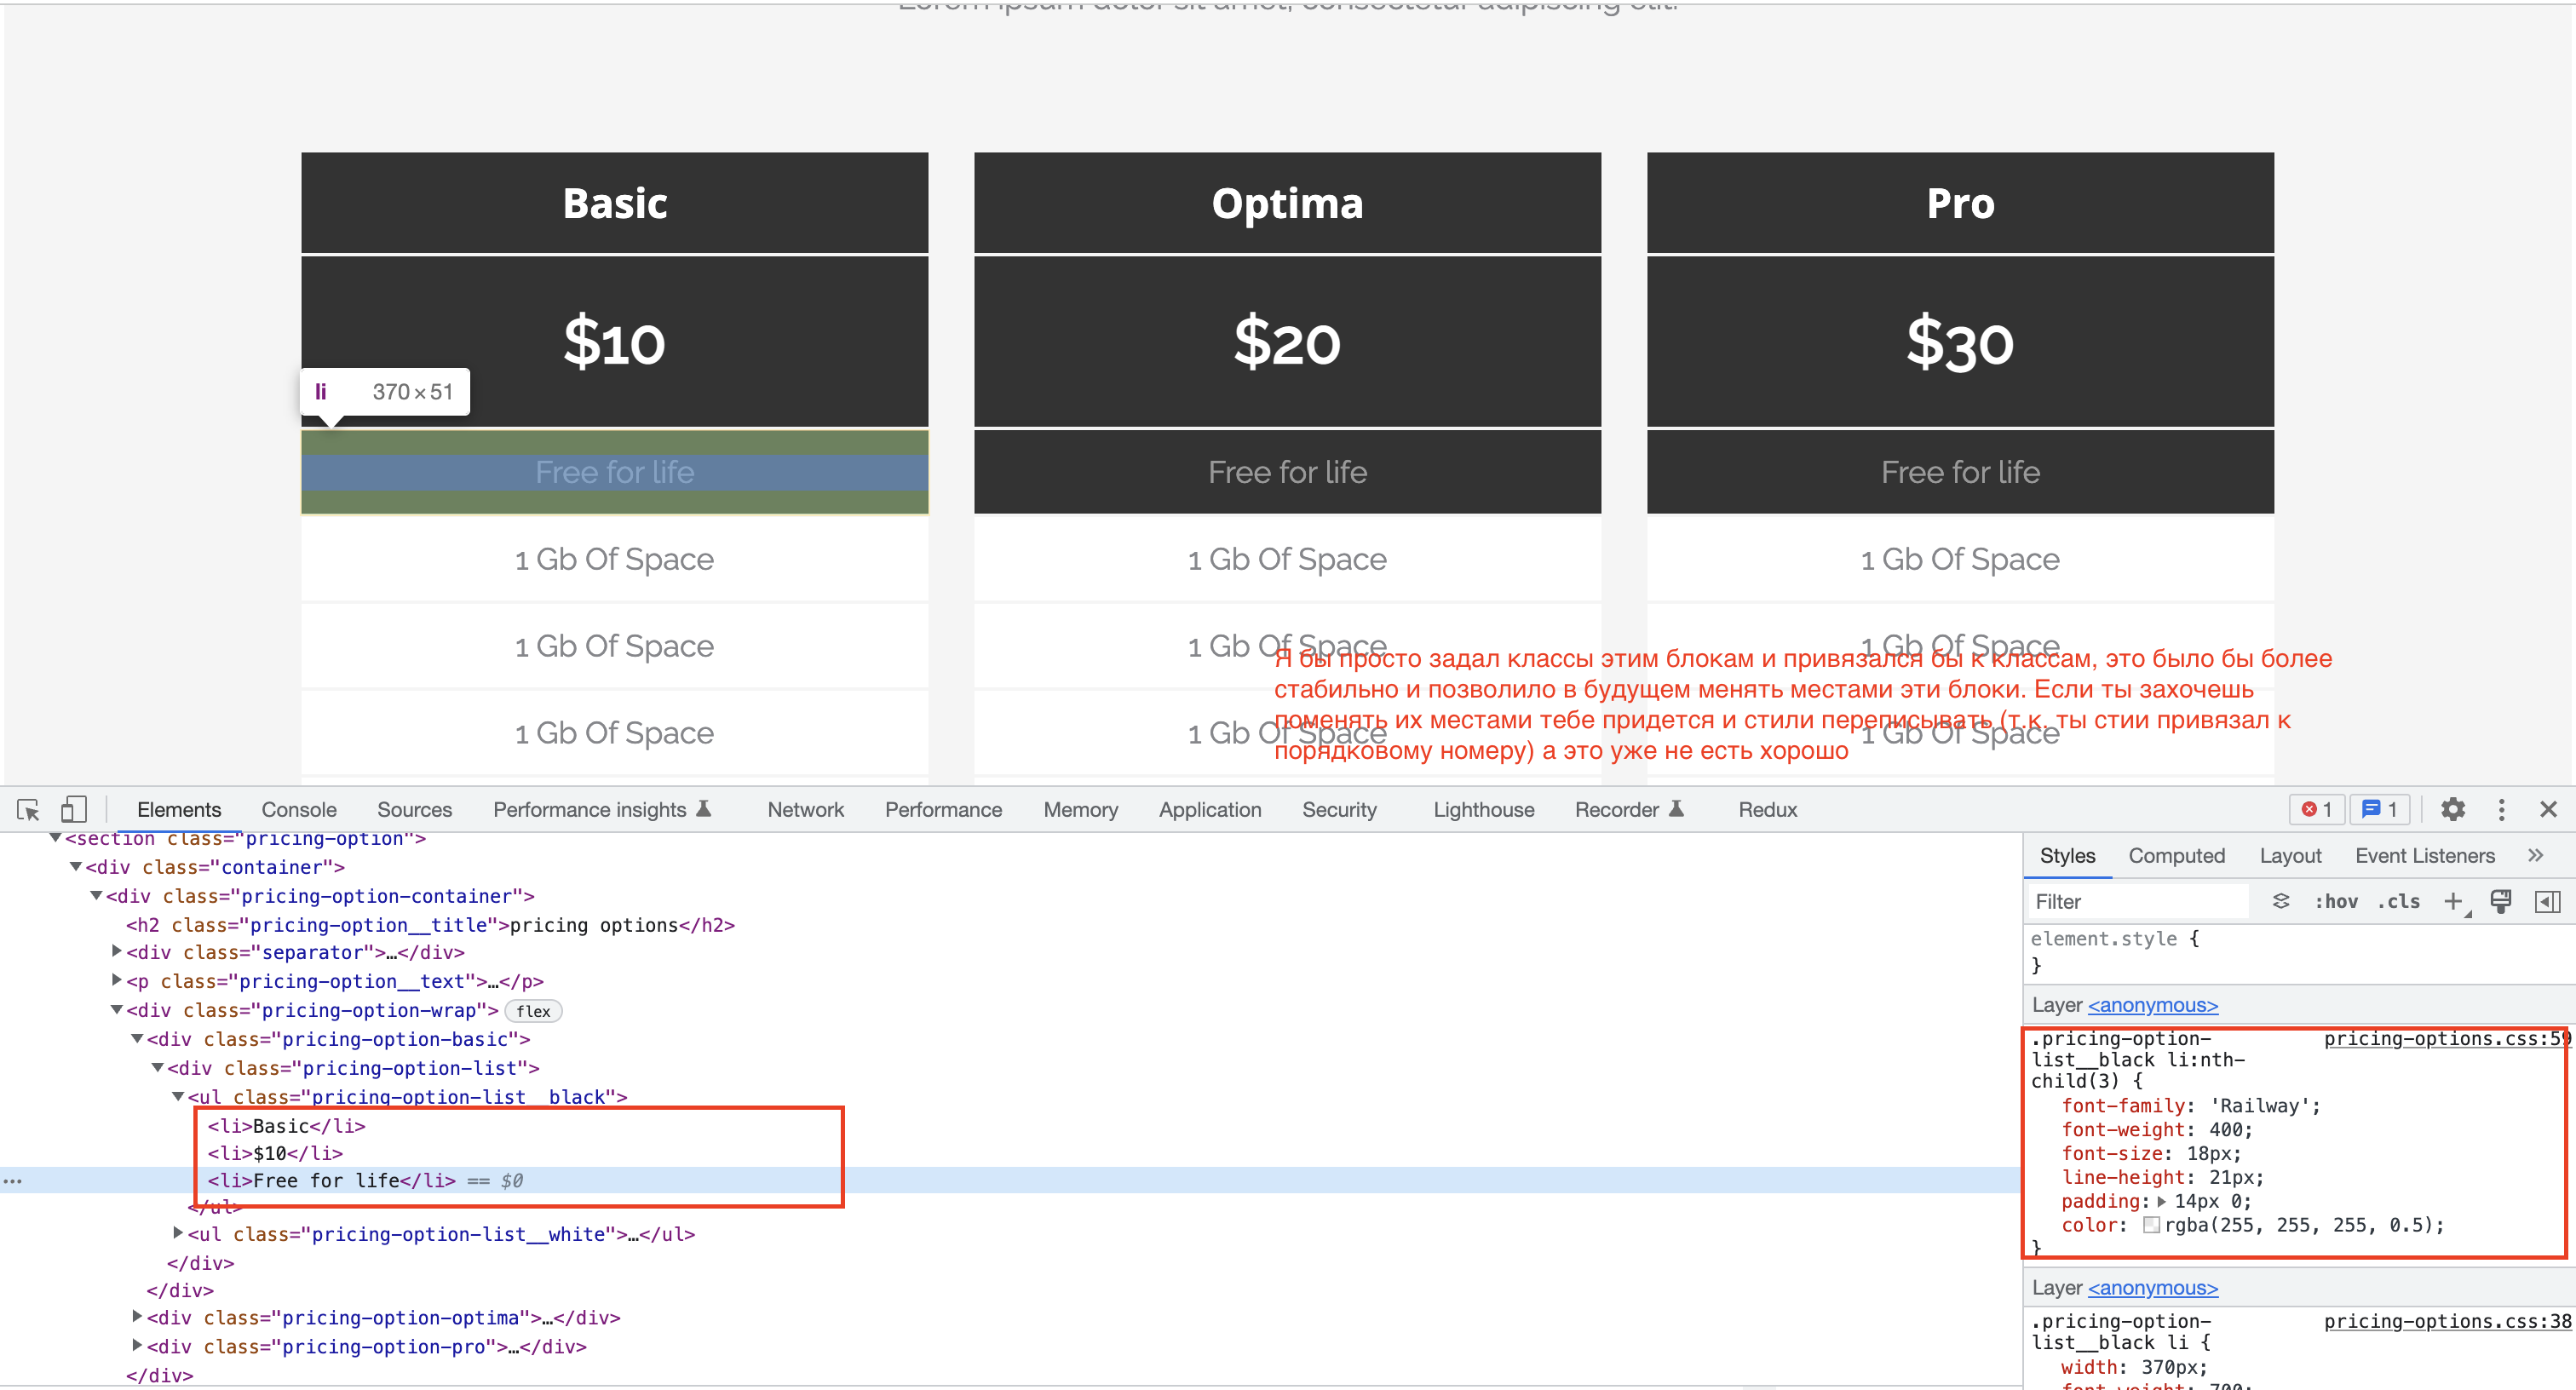 Lorem ipsum dolor sit amet, consectetur adipiscing elit.
Basic
Optima
Pro
$10
$20
$30
li 370×51
Free for life
Free for life
Free for life
1 Gb Of Space
1 Gb Of Space
1 Gb Of Space
1 Gb Of Space
1 Gb Of Space
1 Gb Of Space
1 Gb Of Space
1 Gb Of Space
1 Gb Of Space
Я бы просто задал классы этим блокам и привязался бы к классам, это было бы более
стабильно и позволило в будущем менять местами эти блоки. Если ты захочешь
поменять их местами тебе придется и стили переписывать (т.к. ты стии привязал к
порядковому номеру) а это уже не есть хорошо
Elements Console Sources Performance insights Network Performance Memory Application Security Lighthouse Recorder Redux 1 1
<section class="pricing-option">
<div class="container">
<div class="pricing-option-container">
<h2 class="pricing-option__title">pricing options</h2>
<div class="separator">…</div>
<p class="pricing-option__text">…</p>
<div class="pricing-option-wrap"> flex
<div class="pricing-option-basic">
<div class="pricing-option-list">
<ul class="pricing-option-list__black">
<li>Basic</li>
<li>$10</li>
<li>Free for life</li> == $0
</ul>
<ul class="pricing-option-list__white">…</ul>
</div>
</div>
<div class="pricing-option-optima">…</div>
<div class="pricing-option-pro">…</div>
</div>
Styles Computed Layout Event Listeners »
Filter :hov .cls +
element.style {
}
Layer <anonymous>
.pricing-option- pricing-options.css:59
list__black li:nth-
child(3) {
font-family: 'Railway';
font-weight: 400;
font-size: 18px;
line-height: 21px;
padding: 14px 0;
color: rgba(255, 255, 255, 0.5);
}
Layer <anonymous>
.pricing-option- pricing-options.css:38
list__black li {
width: 370px;
font-weight: 700;